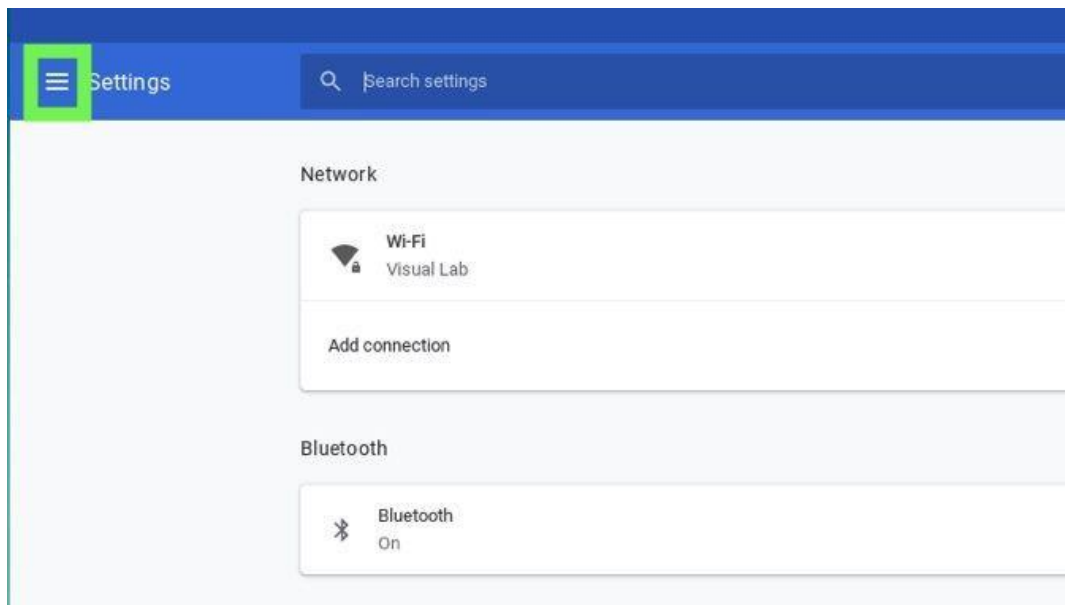 Settings
Search settings
Network
Wi-Fi
Visual Lab
Add connection
Bluetooth
Bluetooth
On